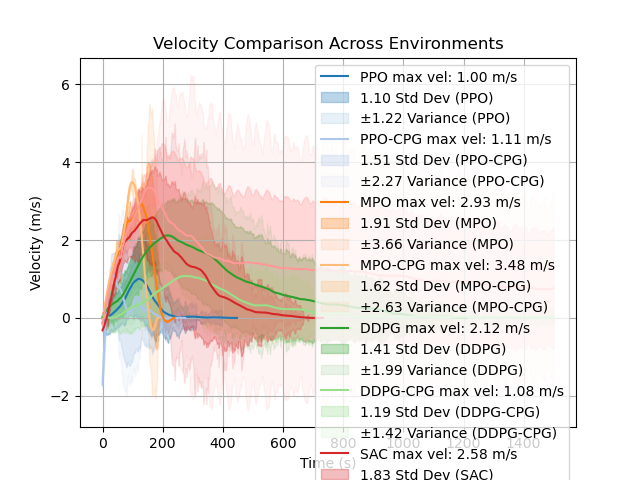 Velocity Comparison Across Environments
Velocity (m/s)
6
4
2
0
−2
0
200
400
600
800
1000
1200
1400
Time (s)
PPO max vel: 1.00 m/s
1.10 Std Dev (PPO)
±1.22 Variance (PPO)
PPO-CPG max vel: 1.11 m/s
1.51 Std Dev (PPO-CPG)
±2.27 Variance (PPO-CPG)
MPO max vel: 2.93 m/s
1.91 Std Dev (MPO)
±3.66 Variance (MPO)
MPO-CPG max vel: 3.48 m/s
1.62 Std Dev (MPO-CPG)
±2.63 Variance (MPO-CPG)
DDPG max vel: 2.12 m/s
1.41 Std Dev (DDPG)
±1.99 Variance (DDPG)
DDPG-CPG max vel: 1.08 m/s
1.19 Std Dev (DDPG-CPG)
±1.42 Variance (DDPG-CPG)
SAC max vel: 2.58 m/s
1.83 Std Dev (SAC)